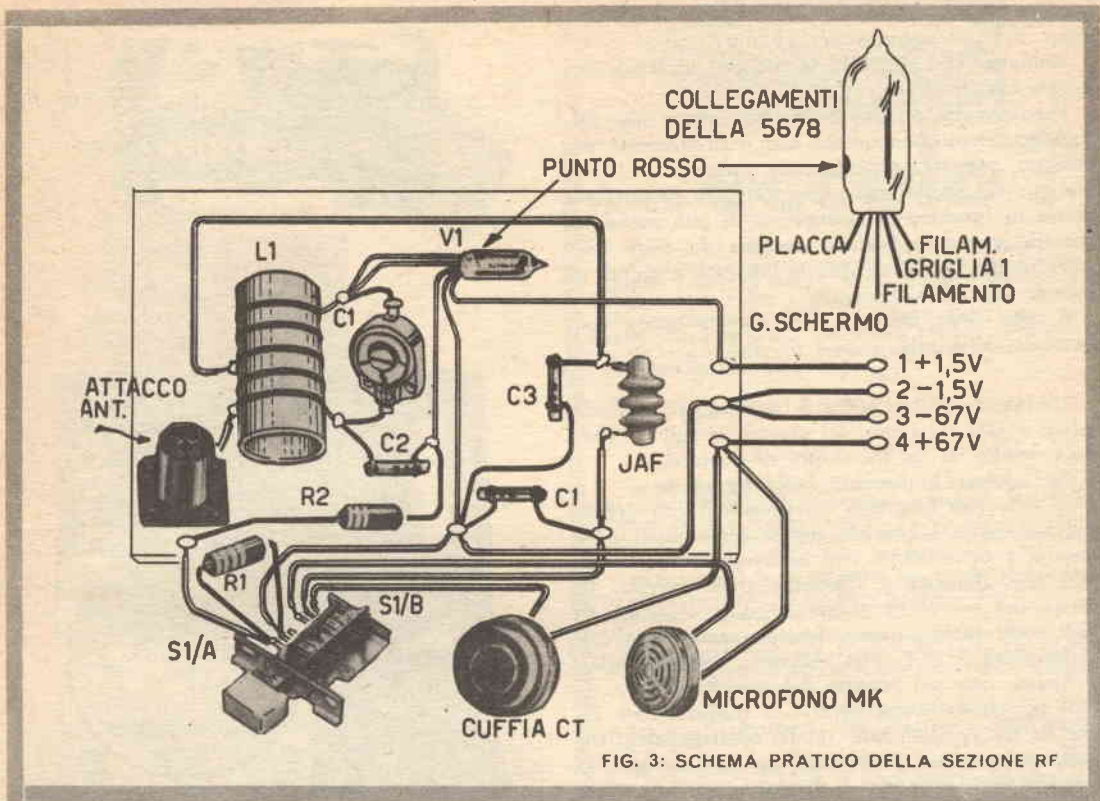 COLLEGAMENTI
DELLA 5678
PUNTO ROSSO
PLACCA
FILAM.
GRIGLIA 1
FILAMENTO
G. SCHERMO
V1
L1
C1
ATTACCO
ANT.
C2
C3
JAF
R2
C1
R1
S1/B
S1/A
1 + 1,5V
2 - 1,5V
3 - 67V
4 + 67V
CUFFIA CT
MICROFONO MK
FIG. 3: SCHEMA PRATICO DELLA SEZIONE RF